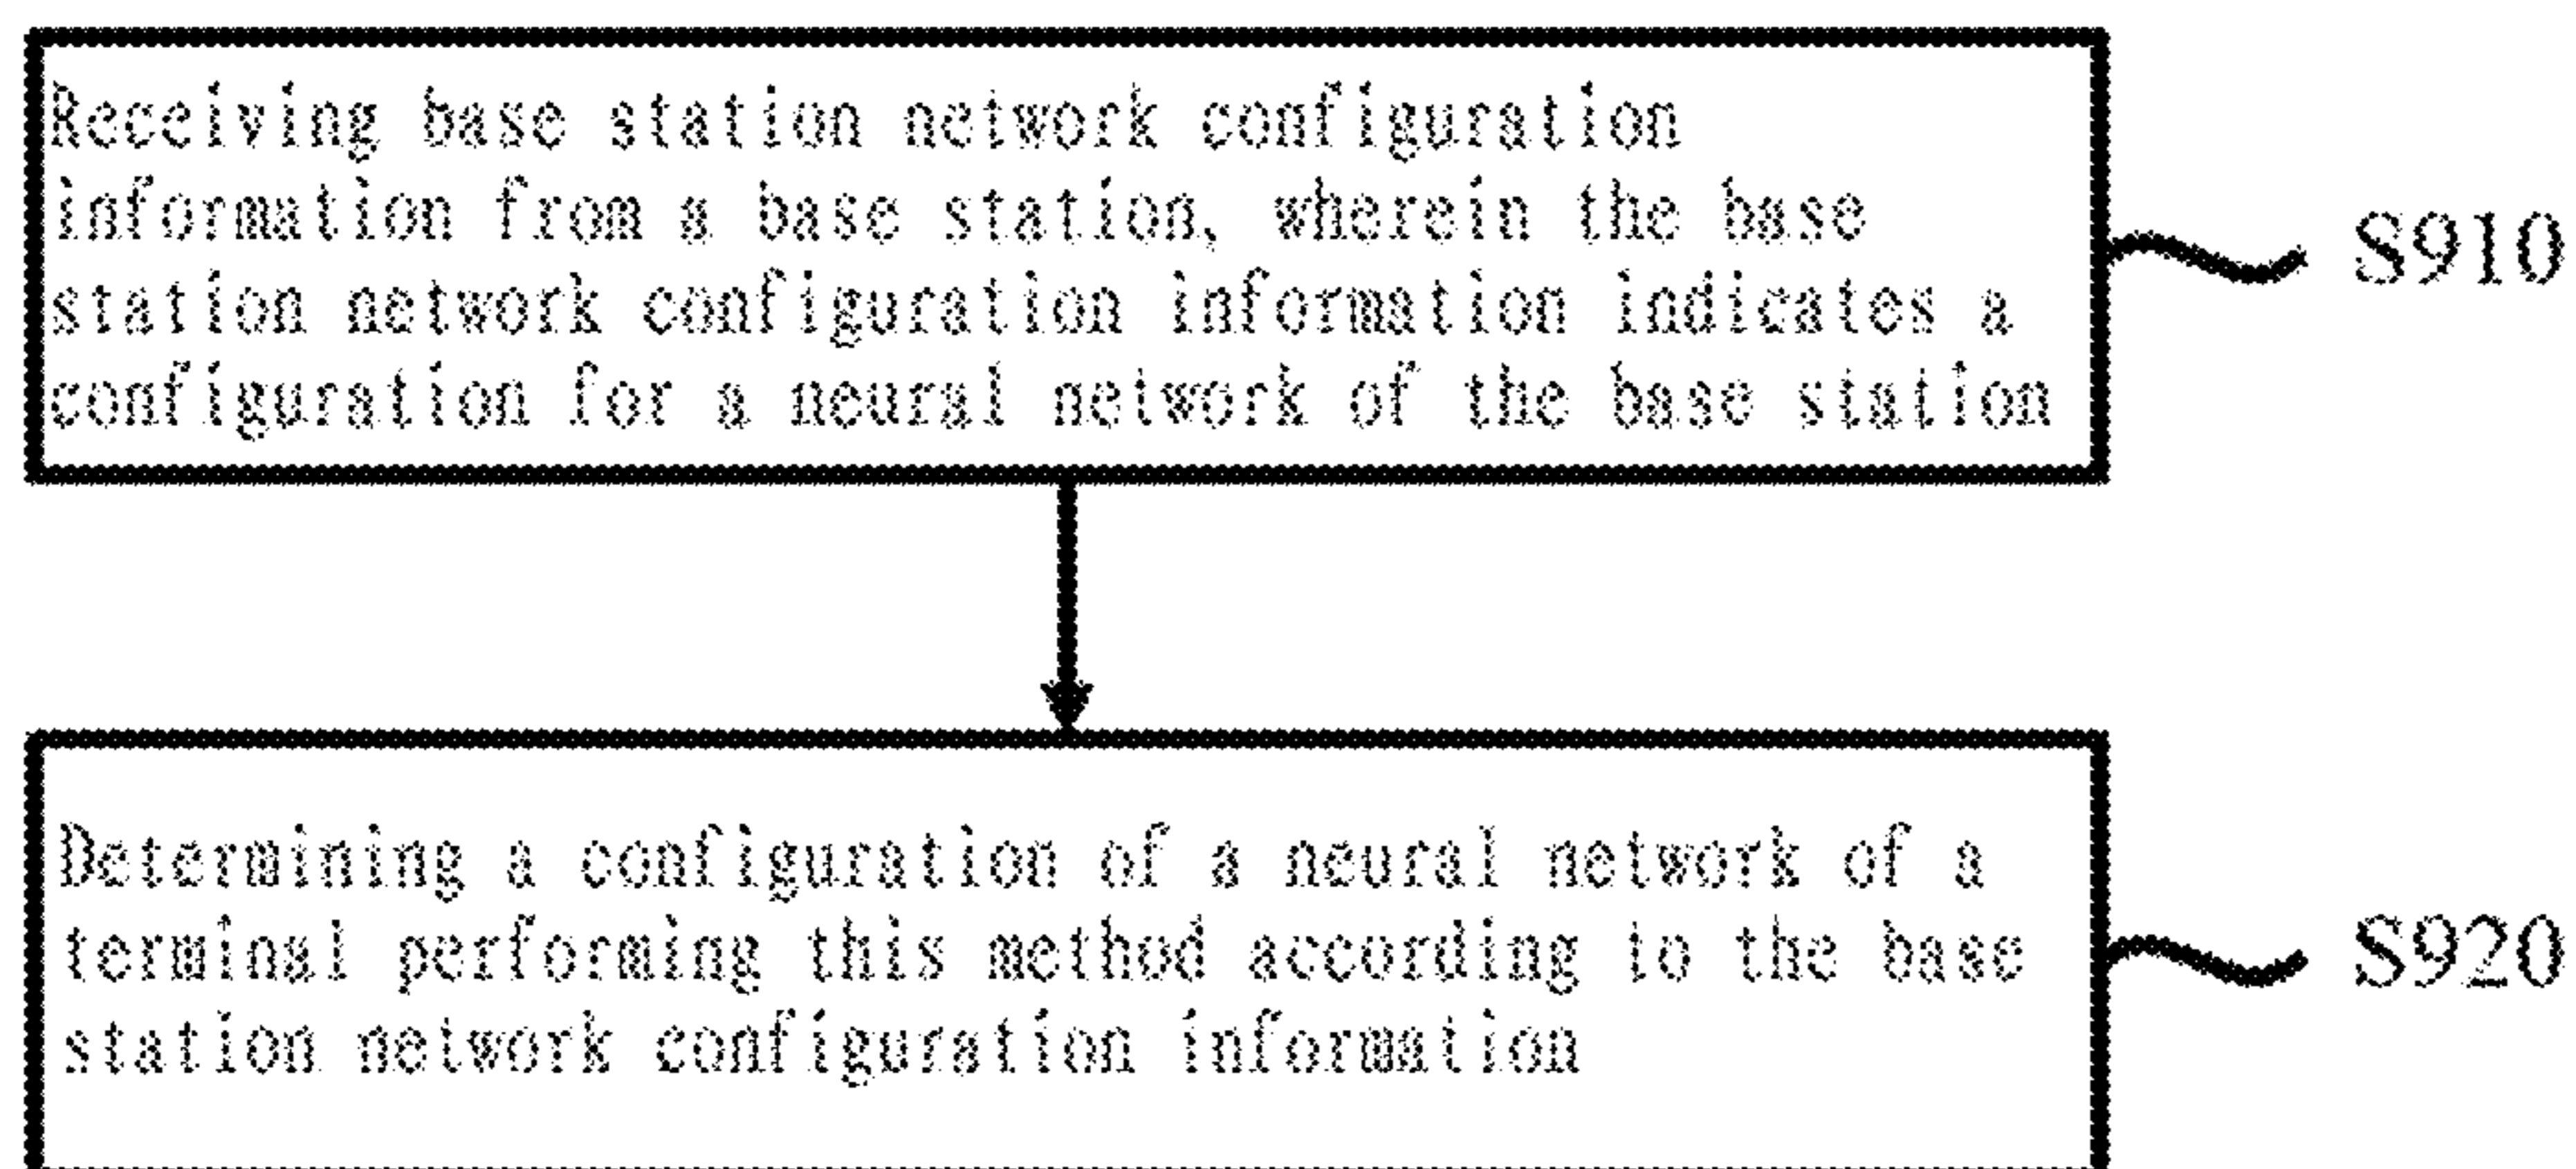 Receiving base station network configuration
information from a base station, wherein the base
station network configuration information indicates a
configuration for a neural network of the base station
S910
Determining a configuration of a neural network of a
terminal performing this method according to the base
station network configuration information
S920